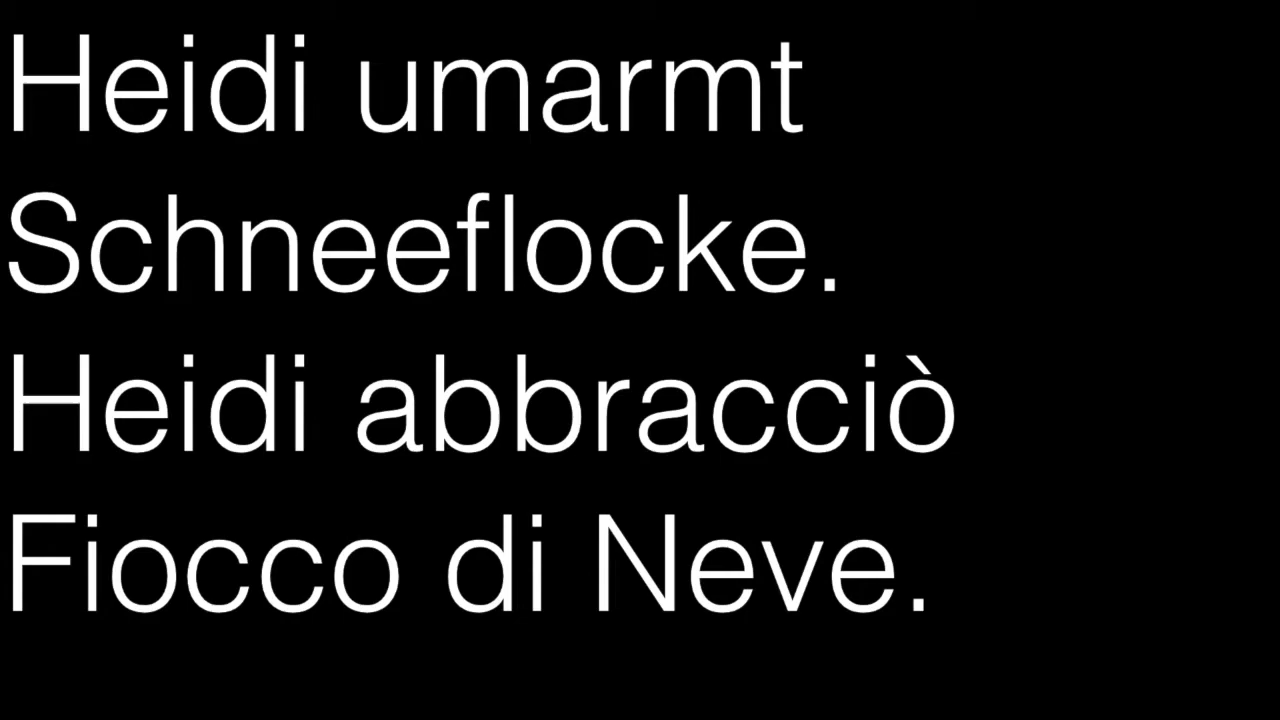 Heidi umarmt
Schneeflocke.
Heidi abbracciò
Fiocco di Neve.